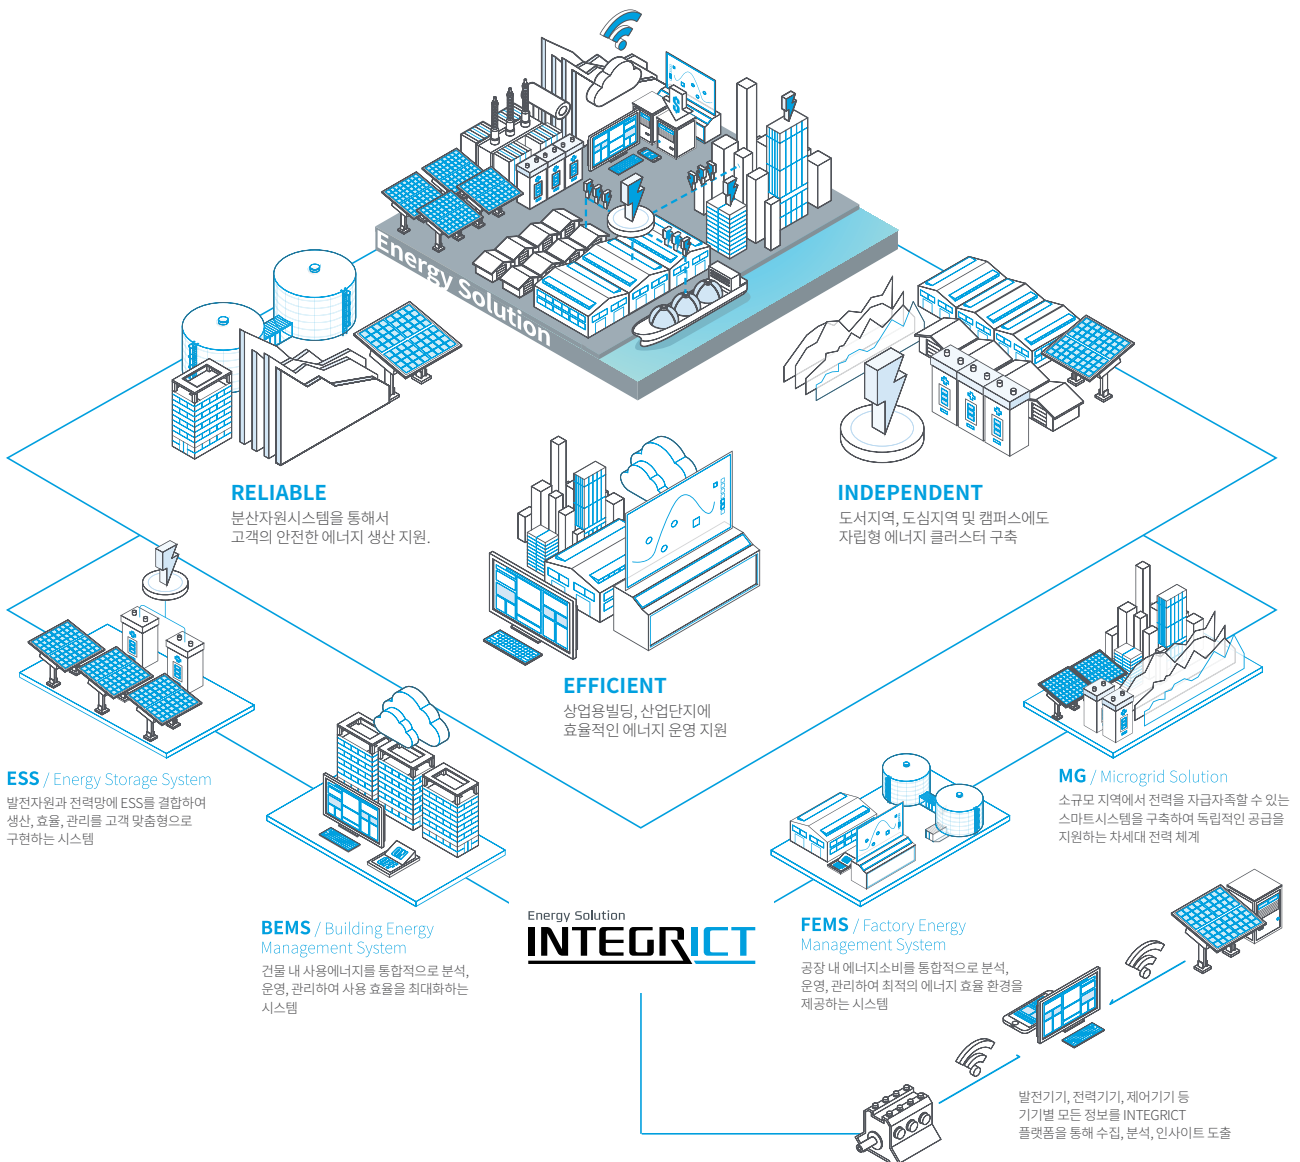 Energy Solution
RELIABLE
분산자원시스템을 통해서
고객의 안전한 에너지 생산 지원.
INDEPENDENT
도서지역, 도심지역 및 캠퍼스에도
자립형 에너지 클러스터 구축
EFFICIENT
상업용빌딩, 산업단지에
효율적인 에너지 운영 지원
ESS / Energy Storage System
발전자원과 전력망에 ESS를 결합하여
생산, 효율, 관리를 고객 맞춤형으로
구현하는 시스템
MG / Microgrid Solution
소규모 지역에서 전력을 자급자족할 수 있는
스마트시스템을 구축하여 독립적인 공급을
지원하는 차세대 전력 체계
BEMS / Building Energy
Management System
건물 내 사용에너지를 통합적으로 분석,
운영, 관리하여 사용 효율을 최대화하는
시스템
Energy Solution
INTEGRICT
FEMS / Factory Energy
Management System
공장 내 에너지소비를 통합적으로 분석,
운영, 관리하여 최적의 에너지 효율 환경을
제공하는 시스템
발전기기, 전력기기, 제어기기 등
기기별 모든 정보를 INTEGRICT
플랫폼을 통해 수집, 분석, 인사이트 도출